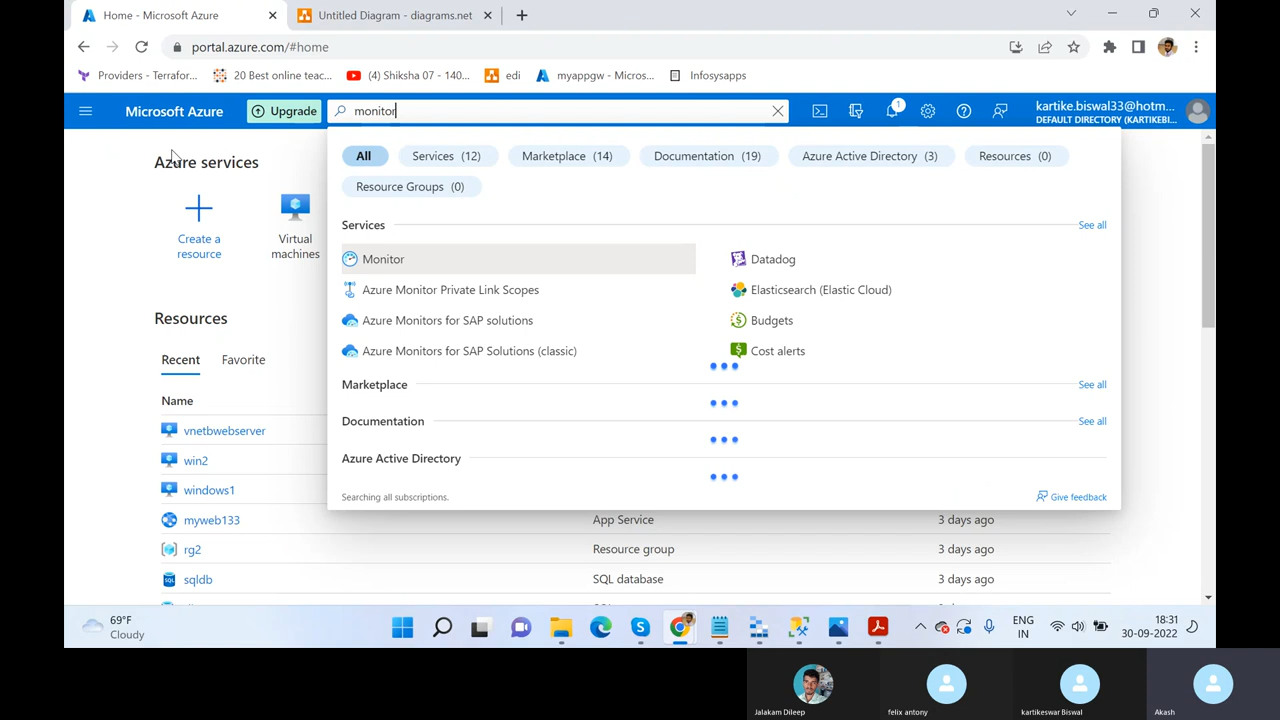 Home - Microsoft Azure
Untitled Diagram - diagrams.net
portal.azure.com/#home
Providers - Terrafor...
20 Best online teac...
(4) Shiksha 07 - 140...
edi
myappgw - Micros...
Infosysapps
Microsoft Azure
Upgrade
monitor
1
kartike.biswal33@hotm...
DEFAULT DIRECTORY (KARTIKEBI...
Azure services
Create a
resource
Virtual
machines
All
Services (12)
Marketplace (14)
Documentation (19)
Azure Active Directory (3)
Resources (0)
Resource Groups (0)
Services
See all
Monitor
Datadog
Azure Monitor Private Link Scopes
Elasticsearch (Elastic Cloud)
Azure Monitors for SAP solutions
Budgets
Azure Monitors for SAP Solutions (classic)
Cost alerts
Marketplace
See all
Documentation
See all
Azure Active Directory
Searching all subscriptions.
Give feedback
Resources
Recent
Favorite
Name
vnetbwebserver
win2
windows1
myweb133
App Service
3 days ago
rg2
Resource group
3 days ago
sqldb
SQL database
3 days ago
69°F
Cloudy
ENG
IN
18:31
30-09-2022
Jalakam Dileep
felix antony
kartikeswar Biswal
Akash